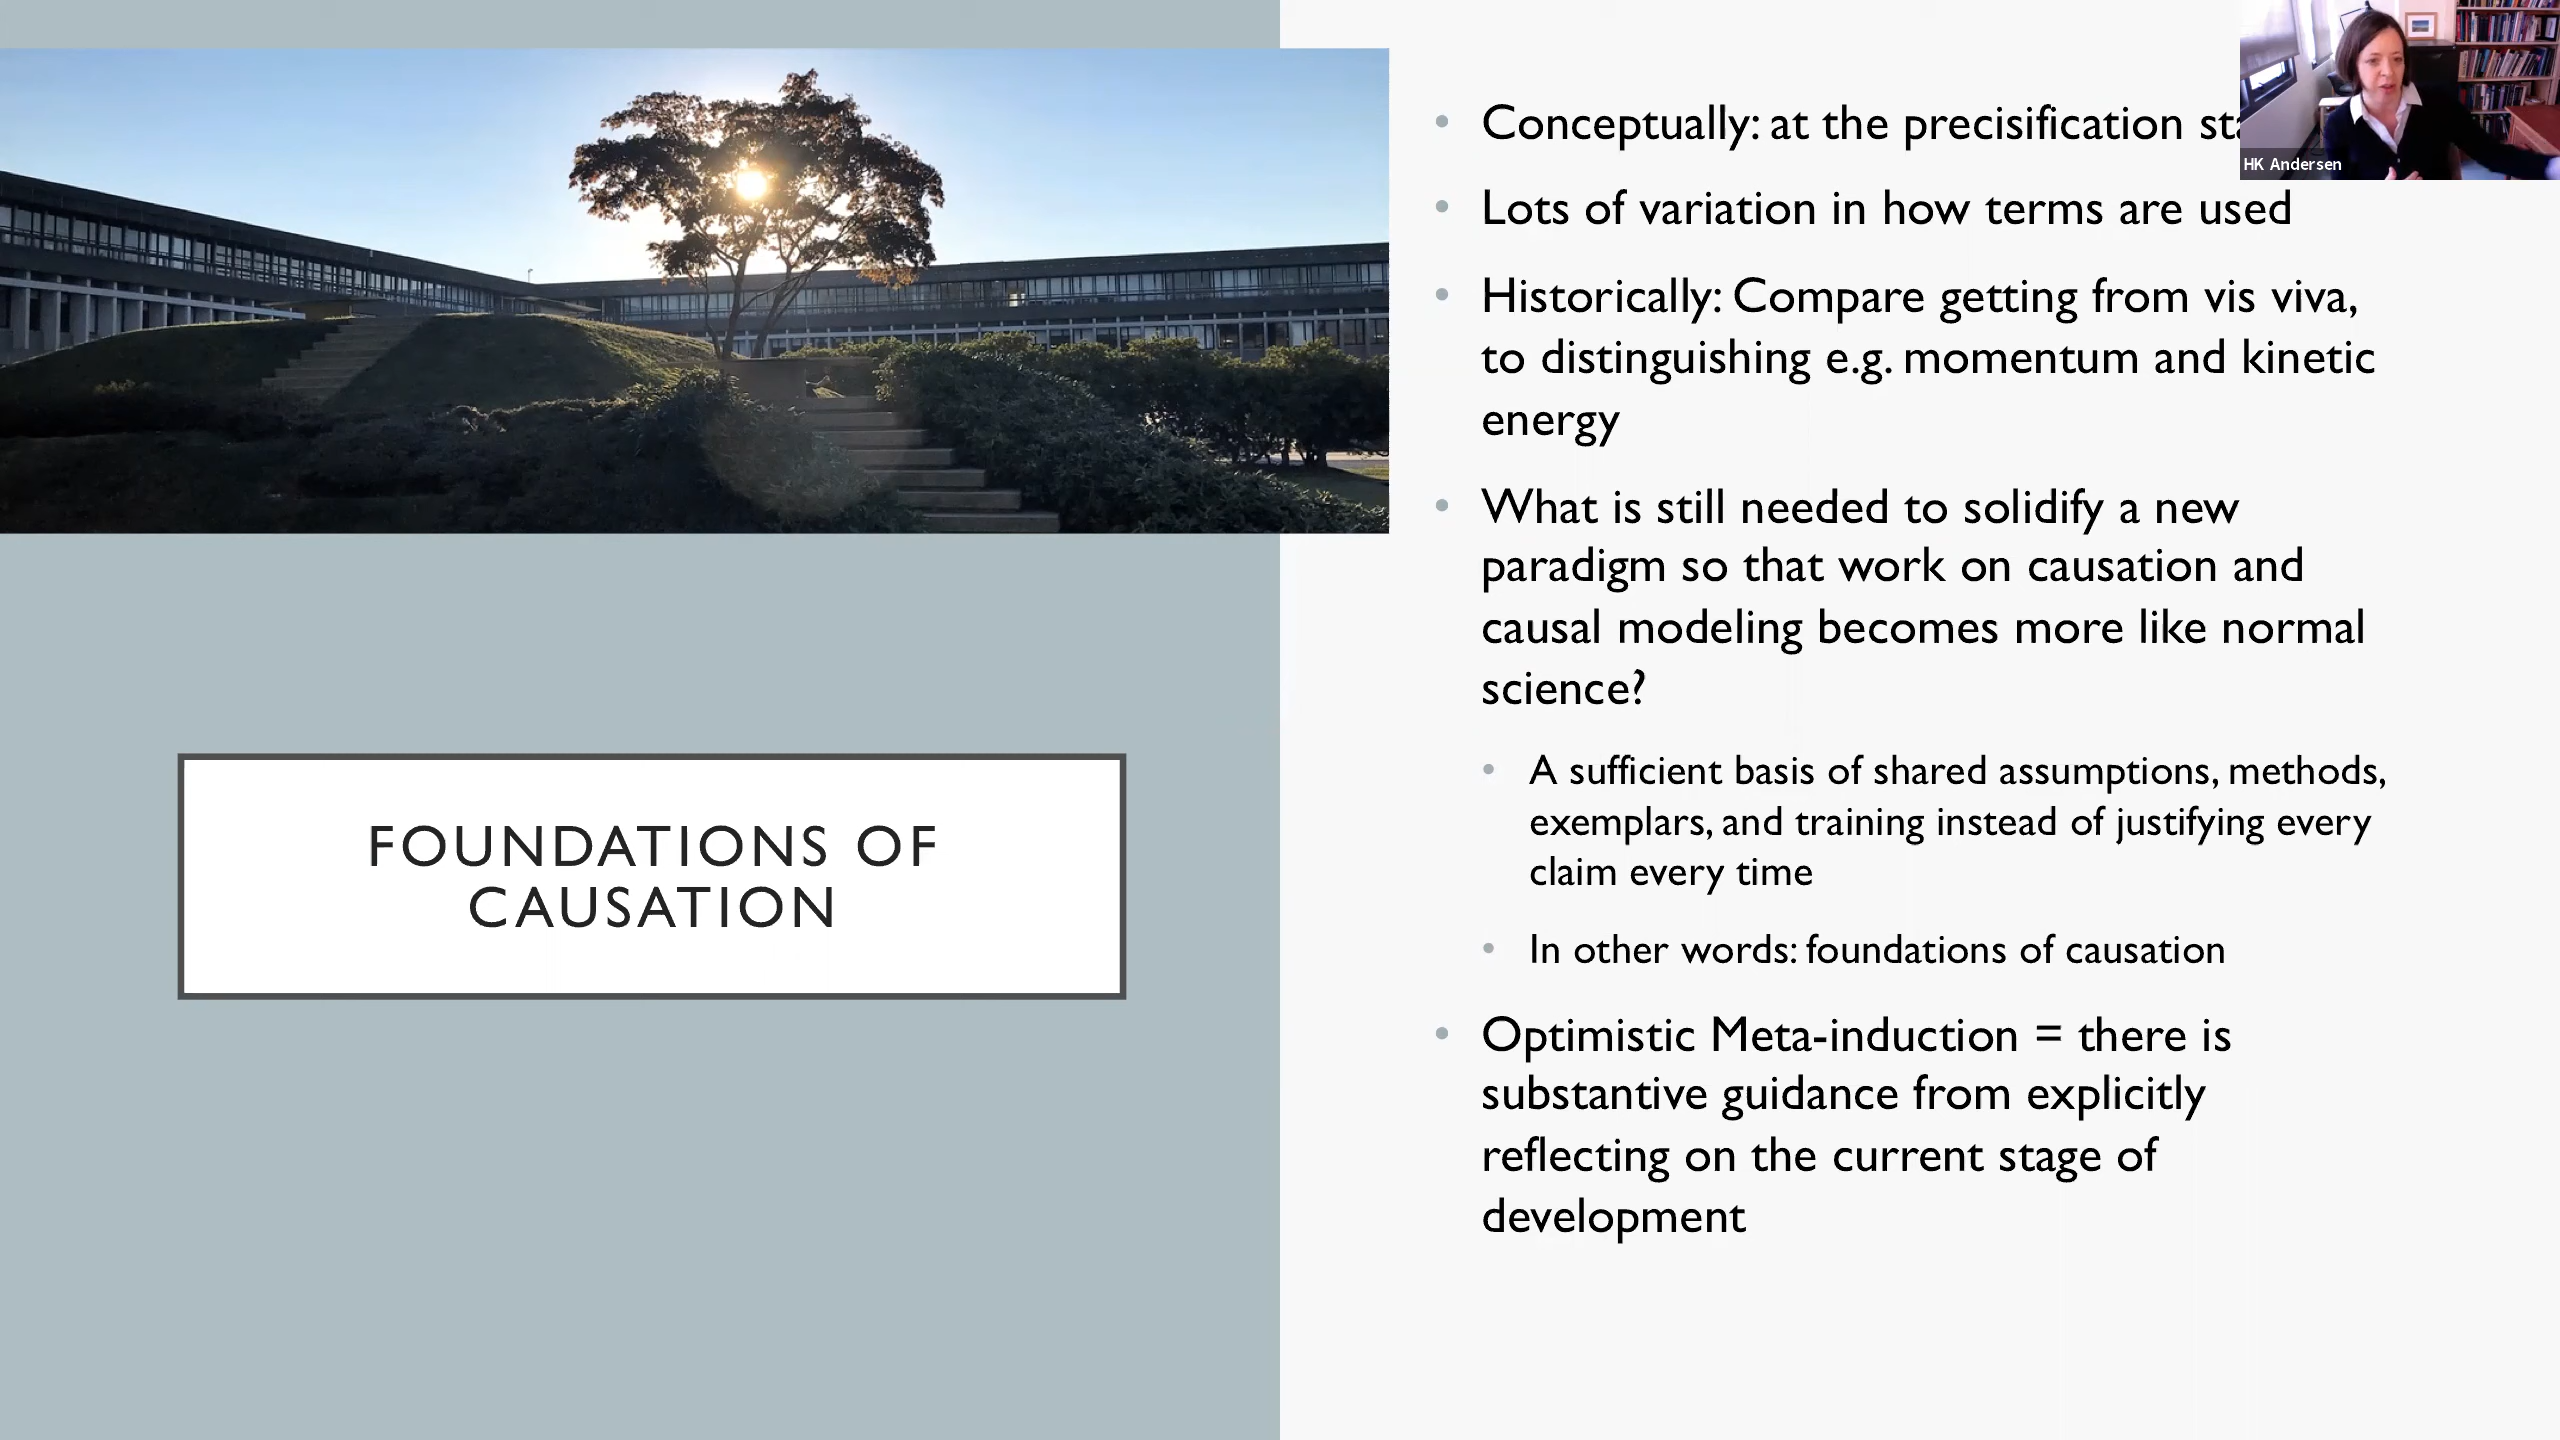 FOUNDATIONS OF
CAUSATION
• Conceptually: at the precisification
• Lots of variation in how terms are used
• Historically: Compare getting from vis viva,
to distinguishing e.g. momentum and kinetic
energy
• What is still needed to solidify a new
paradigm so that work on causation and
causal modeling becomes more like normal
science?
• A sufficient basis of shared assumptions, methods,
exemplars, and training instead of justifying every
claim every time
• In other words: foundations of causation
• Optimistic Meta-induction = there is
substantive guidance from explicitly
reflecting on the current stage of
development
HK Andersen